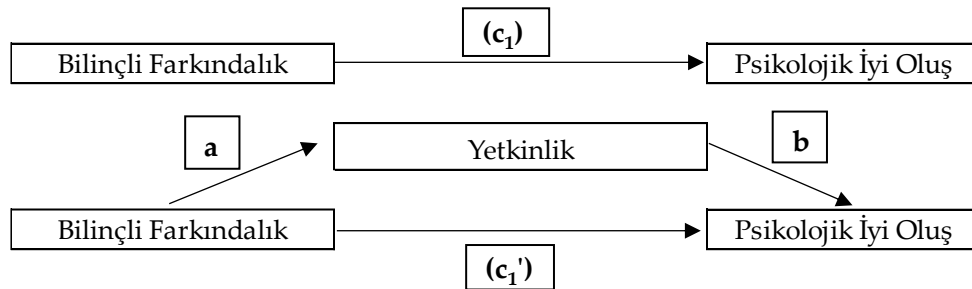 (c₁)
Bilinçli Farkındalık
Psikolojik İyi Oluş
a
Yetkinlik
b
Bilinçli Farkındalık
Psikolojik İyi Oluş
(c₁')